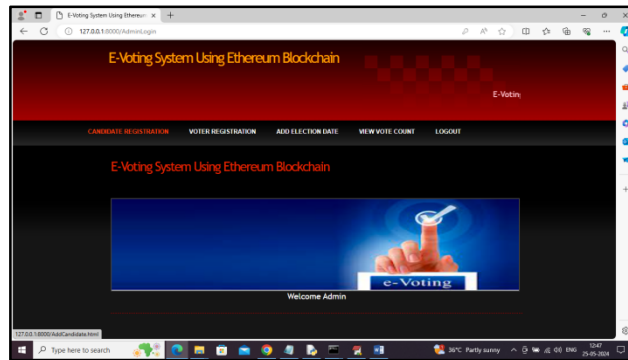 E-Voting System Using Ethereum
127.0.0.1:8000/AdminLogin
E-Voting System Using Ethereum Blockchain
E-Voting
CANDIDATE REGISTRATION VOTER REGISTRATION ADD ELECTION DATE VIEW VOTE COUNT LOGOUT
E-Voting System Using Ethereum Blockchain
e-Voting
Welcome Admin
127.0.0.1:8000/AddCandidate.html
Type here to search
36°C Partly sunny
ENG
12:47
25-05-2024